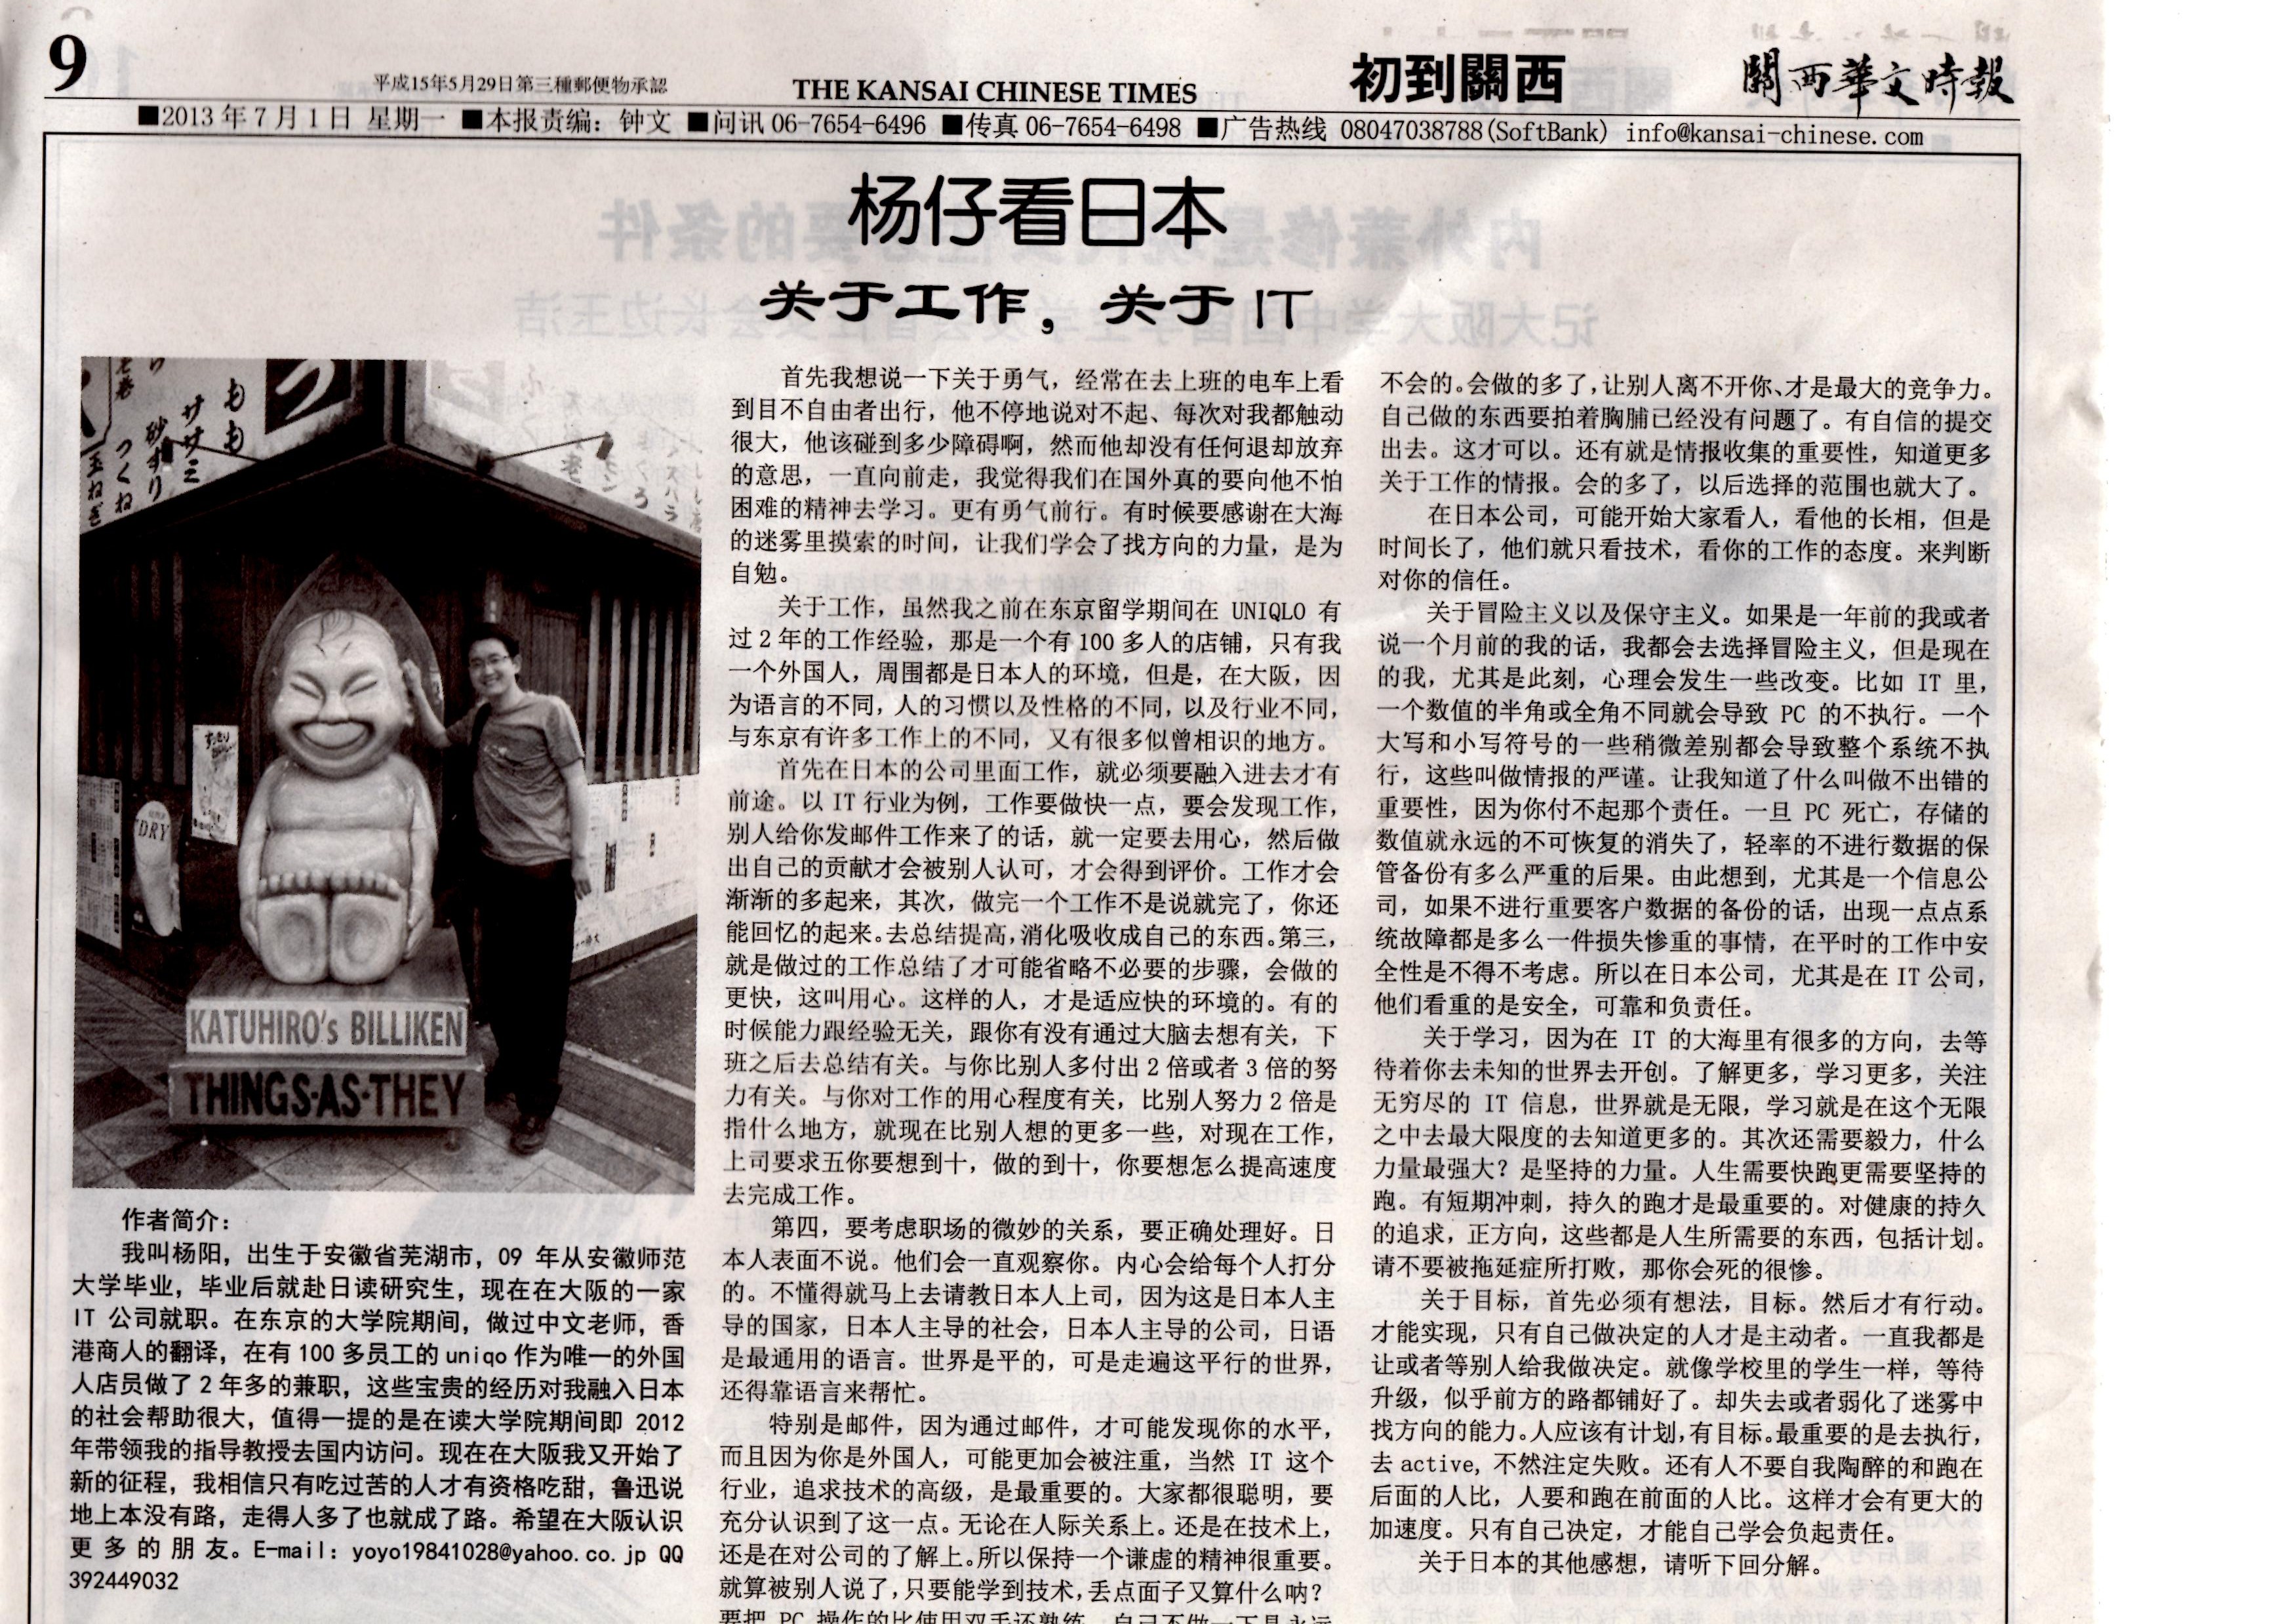 9
平成15年5月29日第三種郵便物承認
THE KANSAI CHINESE TIMES
初到關西
關西華文時報
■2013年7月1日 星期一 ■本报责编：钟文 ■问讯06-7654-6496 ■传真06-7654-6498 ■广告热线 08047038788(SoftBank) info@kansai-chinese.com
杨仔看日本
关于工作，关于IT
もも
ササミ
砂ずり
つくね
玉ねぎ
DRY
KATUHIRO's BILLIKEN
THINGS-AS-THEY
作者简介：
我叫杨阳，出生于安徽省芜湖市，09 年从安徽师范
大学毕业，毕业后就赴日读研究生，现在在大阪的一家
IT 公司就职。在东京的大学院期间，做过中文老师，香
港商人的翻译，在有100多员工的uniqo作为唯一的外国
人店员做了2年多的兼职，这些宝贵的经历对我融入日本
的社会帮助很大，值得一提的是在读大学院期间即 2012
年带领我的指导教授去国内访问。现在在大阪我又开始了
新的征程，我相信只有吃过苦的人才有资格吃甜，鲁迅说
地上本没有路，走得人多了也就成了路。希望在大阪认识
更多的朋友。E-mail：yoyo19841028@yahoo.co.jp QQ
392449032
首先我想说一下关于勇气，经常在去上班的电车上看
到目不自由者出行，他不停地说对不起、每次对我都触动
很大，他该碰到多少障碍啊，然而他却没有任何退却放弃
的意思，一直向前走，我觉得我们在国外真的要向他不怕
困难的精神去学习。更有勇气前行。有时候要感谢在大海
的迷雾里摸索的时间，让我们学会了找方向的力量，是为
自勉。
关于工作，虽然我之前在东京留学期间在 UNIQLO 有
过2年的工作经验，那是一个有100多人的店铺，只有我
一个外国人，周围都是日本人的环境，但是，在大阪，因
为语言的不同，人的习惯以及性格的不同，以及行业不同，
与东京有许多工作上的不同，又有很多似曾相识的地方。
首先在日本的公司里面工作，就必须要融入进去才有
前途。以IT行业为例，工作要做快一点，要会发现工作，
别人给你发邮件工作来了的话，就一定要去用心，然后做
出自己的贡献才会被别人认可，才会得到评价。工作才会
渐渐的多起来，其次，做完一个工作不是说就完了，你还
能回忆的起来。去总结提高，消化吸收成自己的东西。第三，
就是做过的工作总结了才可能省略不必要的步骤，会做的
更快，这叫用心。这样的人，才是适应快的环境的。有的
时候能力跟经验无关，跟你有没有通过大脑去想有关，下
班之后去总结有关。与你比别人多付出2倍或者3倍的努
力有关。与你对工作的用心程度有关，比别人努力2倍是
指什么地方，就现在比别人想的更多一些，对现在工作，
上司要求五你要想到十，做的到十，你要想怎么提高速度
去完成工作。
第四，要考虑职场的微妙的关系，要正确处理好。日
本人表面不说。他们会一直观察你。内心会给每个人打分
的。不懂得就马上去请教日本人上司，因为这是日本人主
导的国家，日本人主导的社会，日本人主导的公司，日语
是最通用的语言。世界是平的，可是走遍这平行的世界，
还得靠语言来帮忙。
特别是邮件，因为通过邮件，才可能发现你的水平，
而且因为你是外国人，可能更加会被注重，当然 IT 这个
行业，追求技术的高级，是最重要的。大家都很聪明，要
充分认识到了这一点。无论在人际关系上。还是在技术上，
还是在对公司的了解上。所以保持一个谦虚的精神很重要。
就算被别人说了，只要能学到技术，丢点面子又算什么呐？
要把 PC 操作的比使用双手还熟练，自己不做一下是永远
不会的。会做的多了，让别人离不开你、才是最大的竞争力。
自己做的东西要拍着胸脯已经没有问题了。有自信的提交
出去。这才可以。还有就是情报收集的重要性，知道更多
关于工作的情报。会的多了，以后选择的范围也就大了。
在日本公司，可能开始大家看人，看他的长相，但是
时间长了，他们就只看技术，看你的工作的态度。来判断
对你的信任。
关于冒险主义以及保守主义。如果是一年前的我或者
说一个月前的我的话，我都会去选择冒险主义，但是现在
的我，尤其是此刻，心理会发生一些改变。比如 IT 里，
一个数值的半角或全角不同就会导致 PC 的不执行。一个
大写和小写符号的一些稍微差别都会导致整个系统不执
行，这些叫做情报的严谨。让我知道了什么叫做不出错的
重要性，因为你付不起那个责任。一旦 PC 死亡，存储的
数值就永远的不可恢复的消失了，轻率的不进行数据的保
管备份有多么严重的后果。由此想到，尤其是一个信息公
司，如果不进行重要客户数据的备份的话，出现一点点系
统故障都是多么一件损失惨重的事情，在平时的工作中安
全性是不得不考虑。所以在日本公司，尤其是在IT公司，
他们看重的是安全，可靠和负责任。
关于学习，因为在 IT 的大海里有很多的方向，去等
待着你去未知的世界去开创。了解更多，学习更多，关注
无穷尽的 IT 信息，世界就是无限，学习就是在这个无限
之中去最大限度的去知道更多的。其次还需要毅力，什么
力量最强大？是坚持的力量。人生需要快跑更需要坚持的
跑。有短期冲刺，持久的跑才是最重要的。对健康的持久
的追求，正方向，这些都是人生所需要的东西，包括计划。
请不要被拖延症所打败，那你会死的很惨。
关于目标，首先必须有想法，目标。然后才有行动。
才能实现，只有自己做决定的人才是主动者。一直我都是
让或者等别人给我做决定。就像学校里的学生一样，等待
升级，似乎前方的路都铺好了。却失去或者弱化了迷雾中
找方向的能力。人应该有计划，有目标。最重要的是去执行，
去active，不然注定失败。还有人不要自我陶醉的和跑在
后面的人比，人要和跑在前面的人比。这样才会有更大的
加速度。只有自己决定，才能自己学会负起责任。
关于日本的其他感想，请听下回分解。